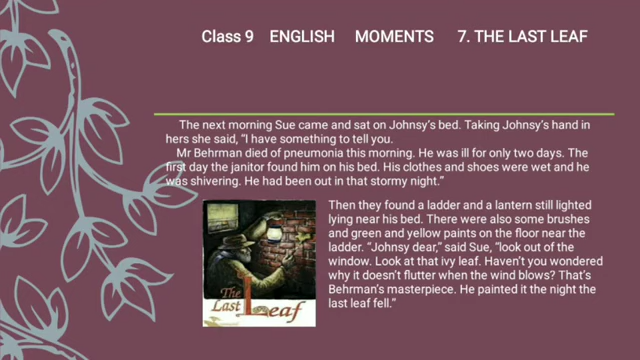 Class 9 ENGLISH MOMENTS 7. THE LAST LEAF
The next morning Sue came and sat on Johnsy's bed. Taking Johnsy's hand in
hers she said, "I have something to tell you.
Mr Behrman died of pneumonia this morning. He was ill for only two days. The
first day the janitor found him on his bed. His clothes and shoes were wet and he
was shivering. He had been out in that stormy night."
Then they found a ladder and a lantern still lighted
lying near his bed. There were also some brushes
and green and yellow paints on the floor near the
ladder. "Johnsy dear," said Sue, "look out of the
window. Look at that ivy leaf. Haven't you wondered
why it doesn't flutter when the wind blows? That's
Behrman's masterpiece. He painted it the night the
last leaf fell."
The
Last Leaf